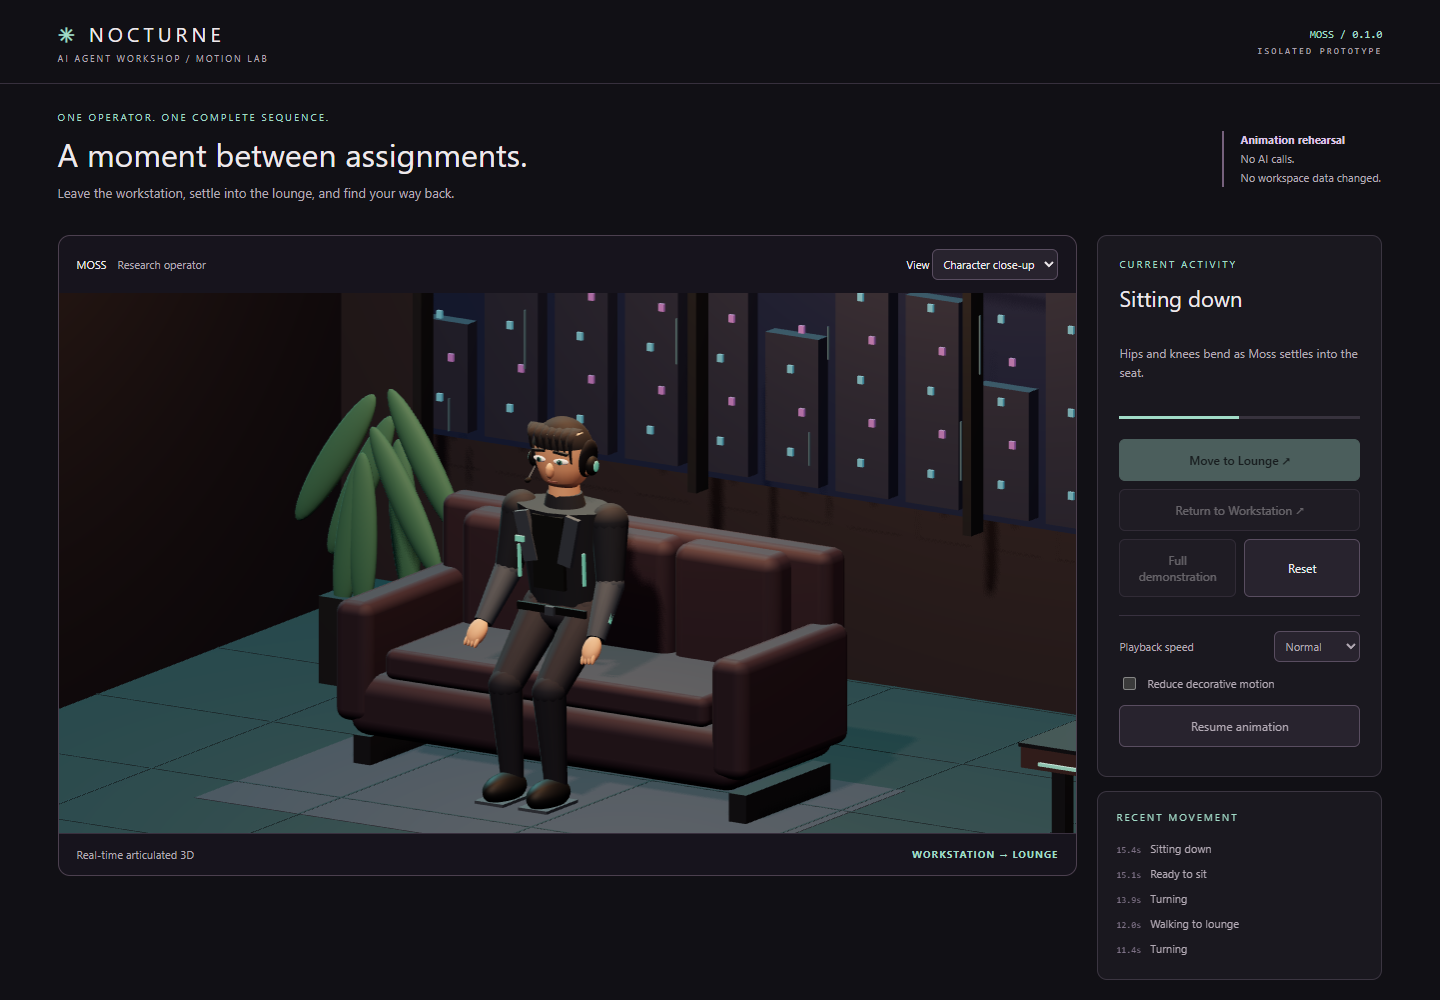 NOCTURNE
AI AGENT WORKSHOP / MOTION LAB
MOSS / 0.1.0
ISOLATED PROTOTYPE
ONE OPERATOR. ONE COMPLETE SEQUENCE.
A moment between assignments.
Leave the workstation, settle into the lounge, and find your way back.
Animation rehearsal
No AI calls.
No workspace data changed.
MOSS Research operator
View Character close-up
Real-time articulated 3D
WORKSTATION → LOUNGE
CURRENT ACTIVITY
Sitting down
Hips and knees bend as Moss settles into the
seat.
Move to Lounge ↗
Return to Workstation ↗
Full
demonstration
Reset
Playback speed
Normal
Reduce decorative motion
Resume animation
RECENT MOVEMENT
15.4s Sitting down
15.1s Ready to sit
13.9s Turning
12.0s Walking to lounge
11.4s Turning